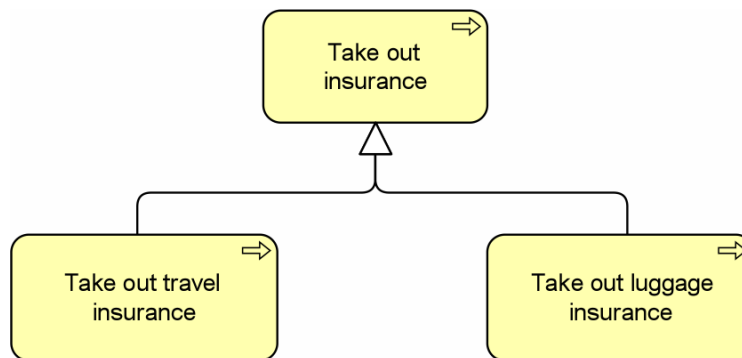 Take out
insurance
Take out travel
insurance
Take out luggage
insurance